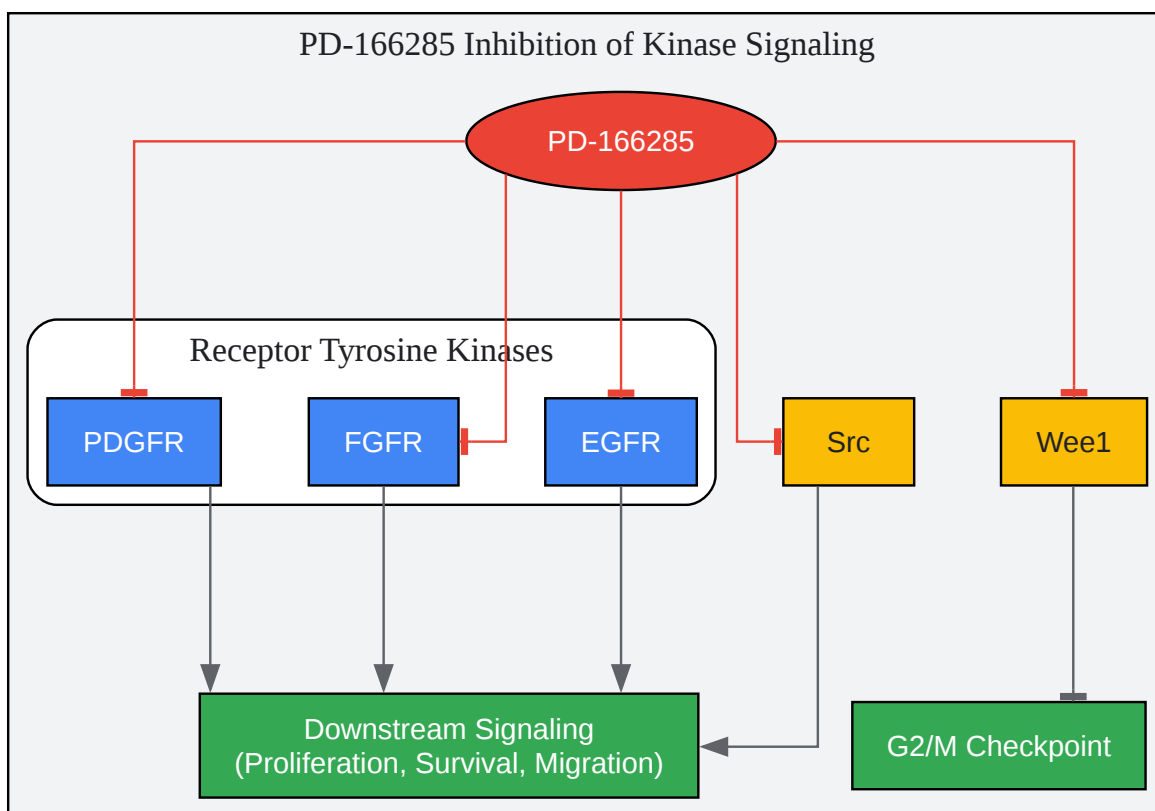 PD-166285 Inhibition of Kinase Signaling
PD-166285
Receptor Tyrosine Kinases
PDGFR
FGFR
EGFR
Src
Wee1
Downstream Signaling
(Proliferation, Survival, Migration)
G2/M Checkpoint